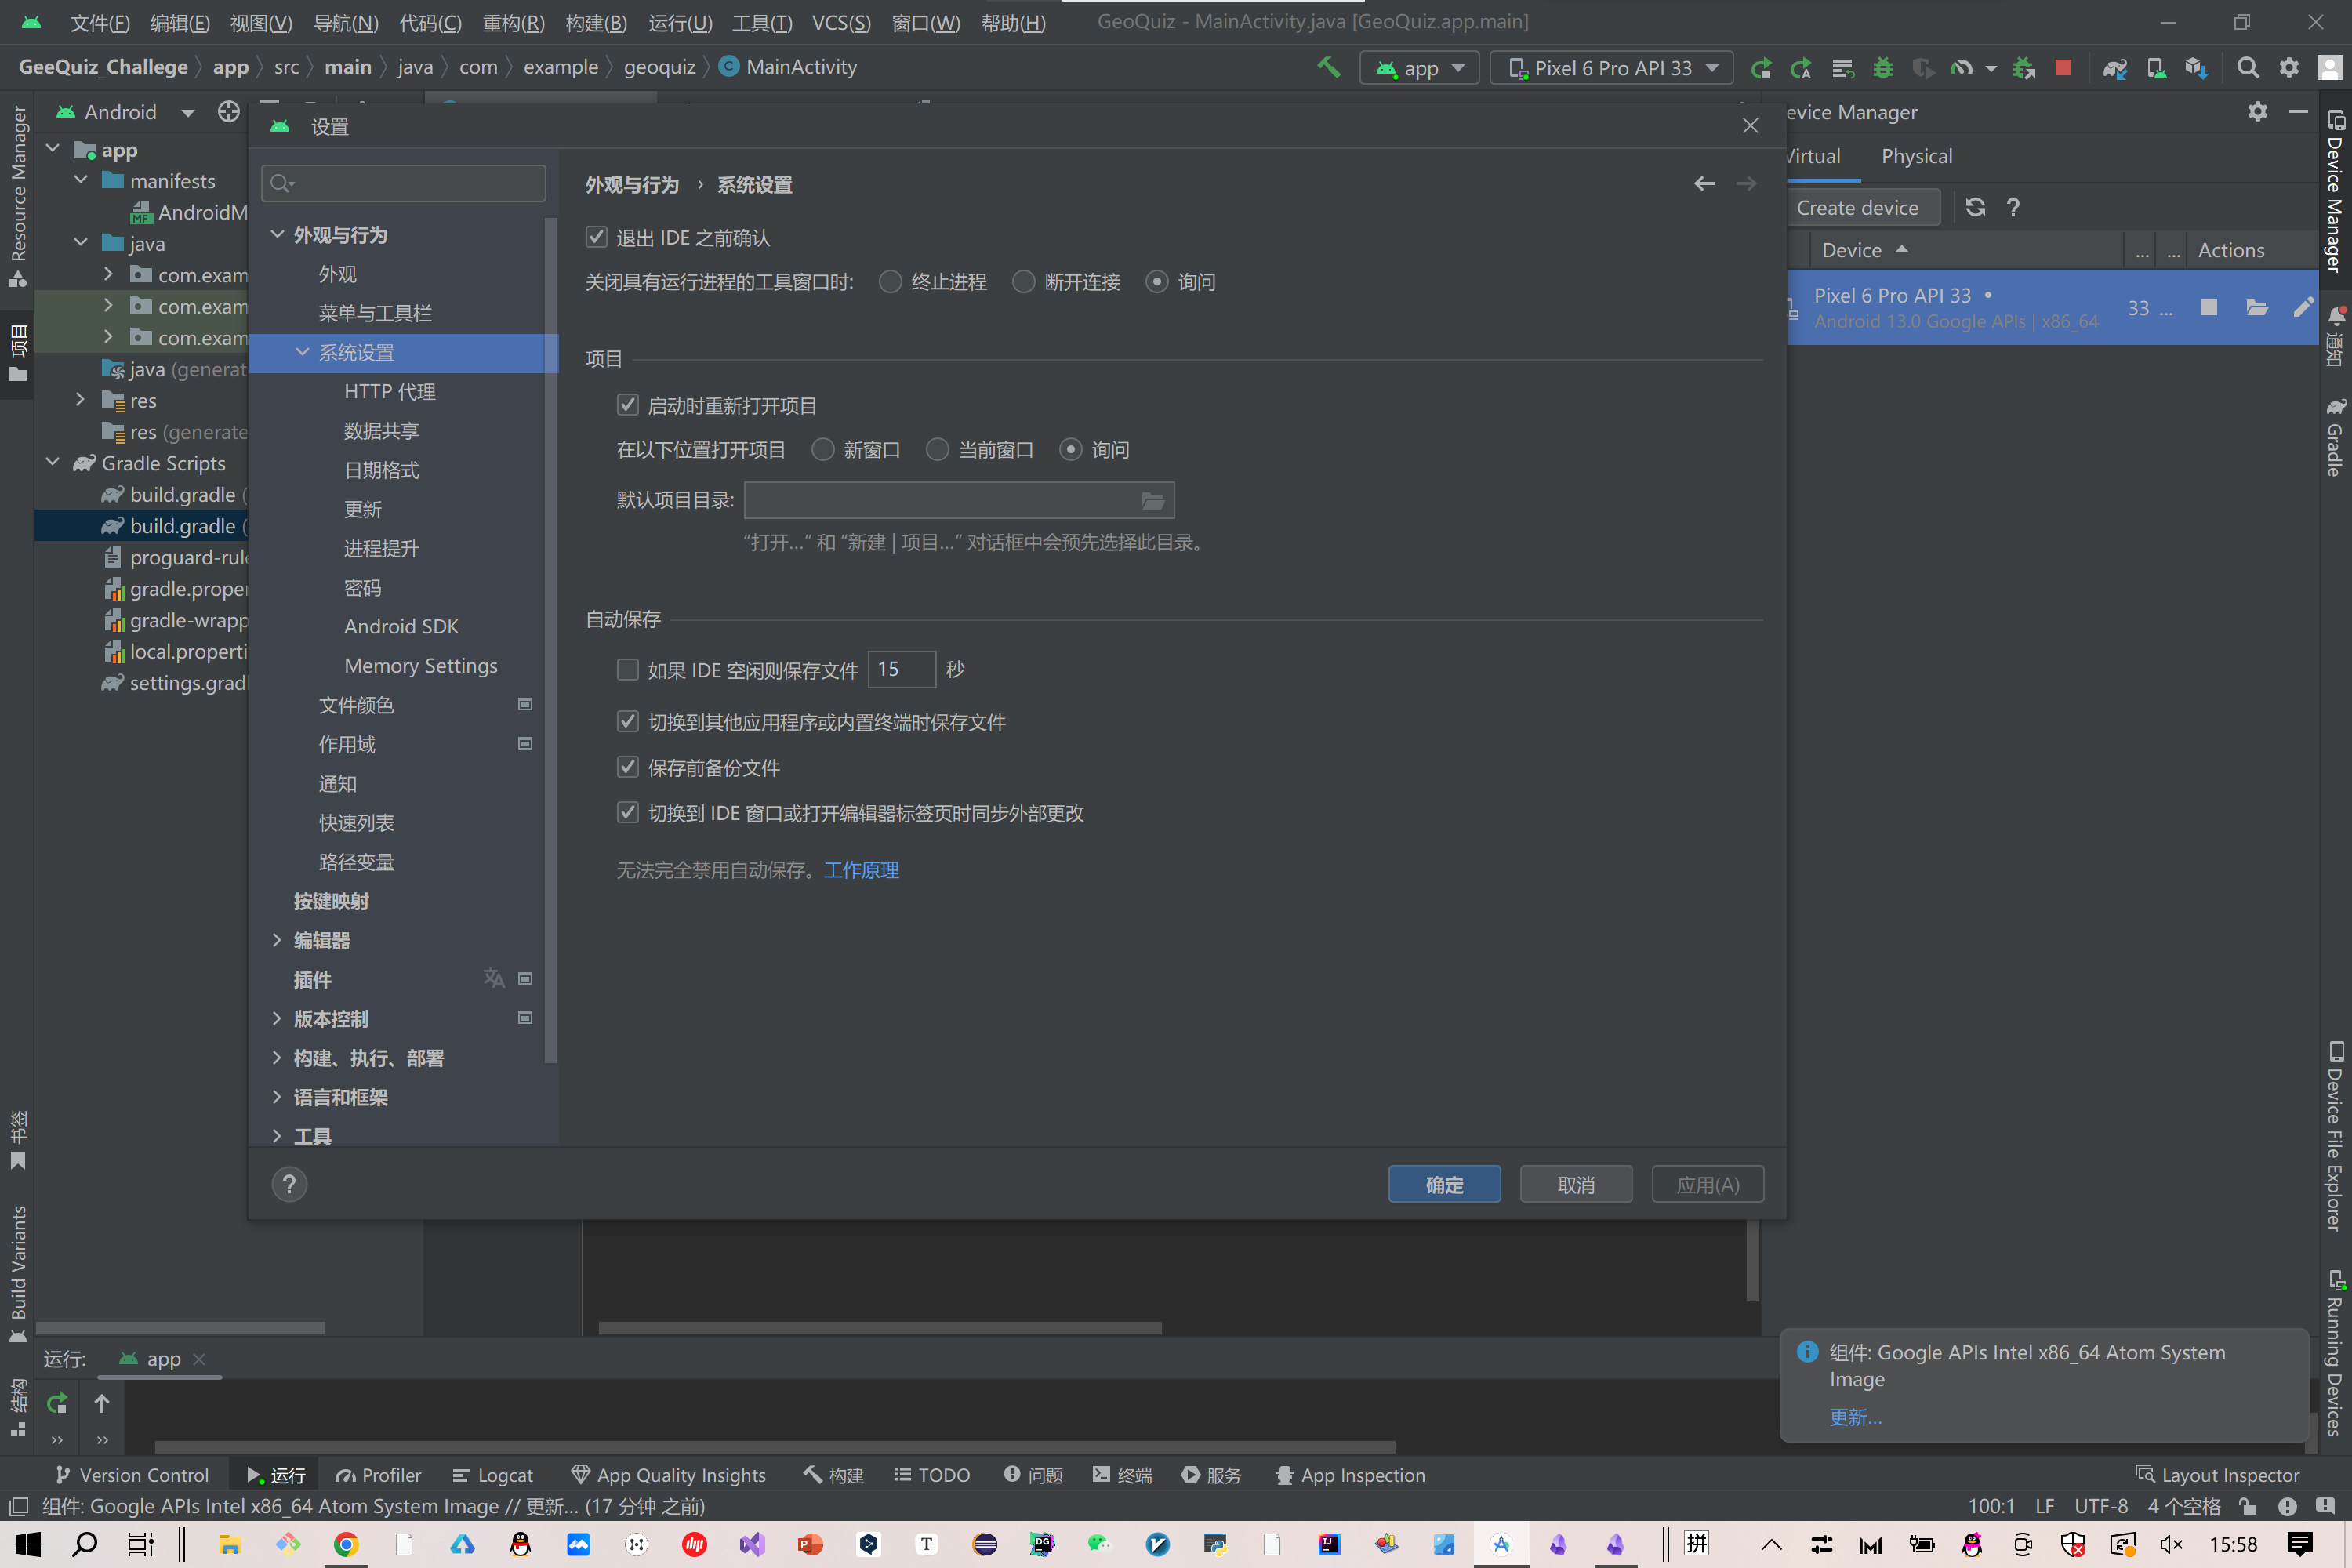 文件(F) 编辑(E) 视图(V) 导航(N) 代码(C) 重构(R) 构建(B) 运行(U) 工具(T) VCS(S) 窗口(W) 帮助(H) GeoQuiz - MainActivity.java [GeoQuiz.app.main]
GeeQuiz_Challege app src main java com example geoquiz MainActivity
app Pixel 6 Pro API 33
Resource Manager
项目
书签
Build Variants
结构
Android
app
manifests
AndroidM
java
com.exam
com.exam
com.exam
java (generat
res
res (generate
Gradle Scripts
build.gradle (
build.gradle (
proguard-rul
gradle.proper
gradle-wrapp
local.properti
settings.gradl
设置
外观与行为
外观
菜单与工具栏
系统设置
HTTP 代理
数据共享
日期格式
更新
进程提升
密码
Android SDK
Memory Settings
文件颜色
作用域
通知
快速列表
路径变量
按键映射
编辑器
插件
版本控制
构建、执行、部署
语言和框架
工具
外观与行为 › 系统设置
退出 IDE 之前确认
关闭具有运行进程的工具窗口时: 终止进程 断开连接 询问
项目
启动时重新打开项目
在以下位置打开项目 新窗口 当前窗口 询问
默认项目目录:
“打开...” 和 “新建 | 项目...” 对话框中会预先选择此目录。
自动保存
如果 IDE 空闲则保存文件 15 秒
切换到其他应用程序或内置终端时保存文件
保存前备份文件
切换到 IDE 窗口或打开编辑器标签页时同步外部更改
无法完全禁用自动保存。工作原理
? 确定 取消 应用(A)
evice Manager
Virtual Physical
Create device ?
Device ... ... Actions
Pixel 6 Pro API 33 •
Android 13.0 Google APIs | x86_64
33 ...
Device Manager
通知
Gradle
Device File Explorer
Running Devices
运行: app
组件: Google APIs Intel x86_64 Atom System
Image
更新...
Version Control 运行 Profiler Logcat App Quality Insights 构建 TODO 问题 终端 服务 App Inspection Layout Inspector
组件: Google APIs Intel x86_64 Atom System Image // 更新... (17 分钟 之前) 100:1 LF UTF-8 4 个空格
拼 15:58